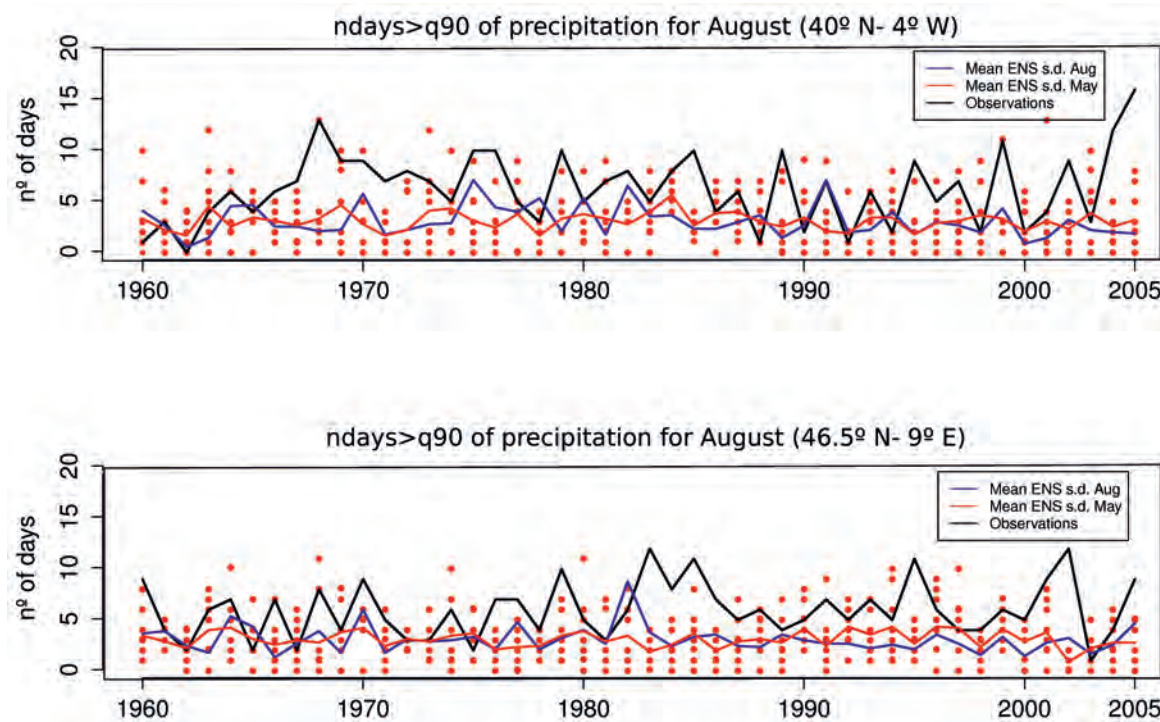 ndays>q90 of precipitation for August (40º N- 4º W)
20
15
10
5
0
nº of days
Mean ENS s.d. Aug
Mean ENS s.d. May
Observations
1960 1970 1980 1990 2000 2005
ndays>q90 of precipitation for August (46.5º N- 9º E)
20
15
10
5
0
nº of days
Mean ENS s.d. Aug
Mean ENS s.d. May
Observations
1960 1970 1980 1990 2000 2005